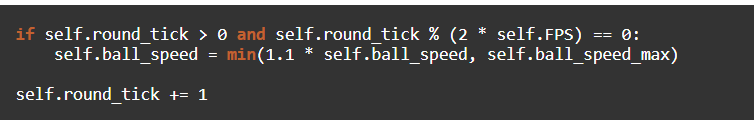 if self.round_tick > 0 and self.round_tick % (2 * self.FPS) == 0:
    self.ball_speed = min(1.1 * self.ball_speed, self.ball_speed_max)
self.round_tick += 1